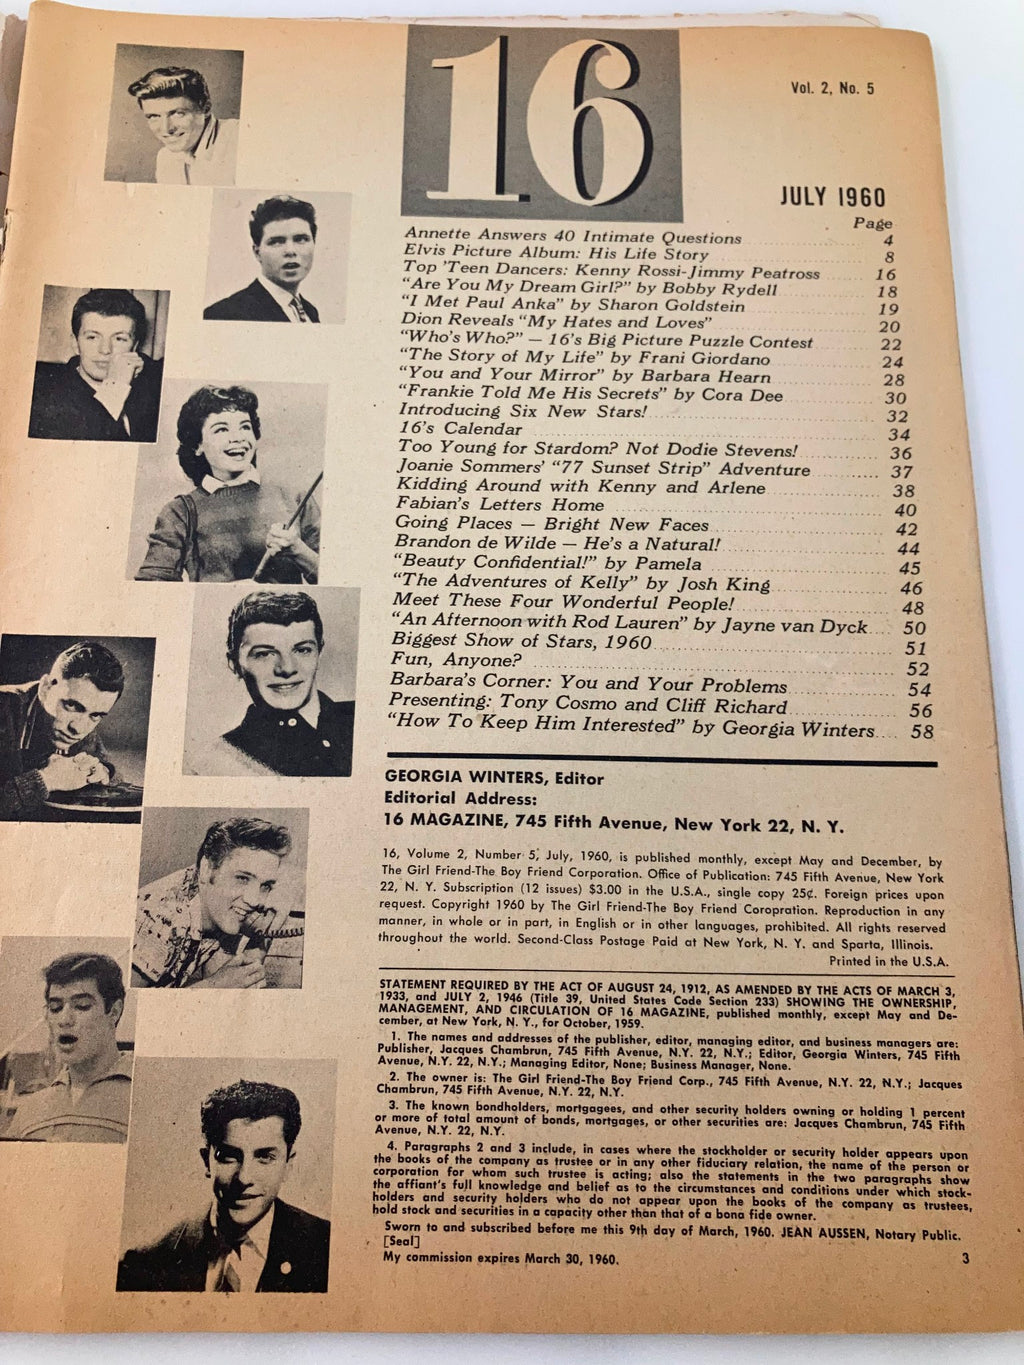 16
Vol. 2, No. 5
JULY 1960
Page
Annette Answers 40 Intimate Questions 4
Elvis Picture Album: His Life Story 8
Top 'Teen Dancers: Kenny Rossi-Jimmy Peatross 16
"Are You My Dream Girl?" by Bobby Rydell 18
"I Met Paul Anka" by Sharon Goldstein 19
Dion Reveals "My Hates and Loves" 20
"Who's Who?" — 16's Big Picture Puzzle Contest 22
"The Story of My Life" by Frani Giordano 24
"You and Your Mirror" by Barbara Hearn 28
"Frankie Told Me His Secrets" by Cora Dee 30
Introducing Six New Stars! 32
16's Calendar 34
Too Young for Stardom? Not Dodie Stevens! 36
Joanie Sommers' "77 Sunset Strip" Adventure 37
Kidding Around with Kenny and Arlene 38
Fabian's Letters Home 40
Going Places — Bright New Faces 42
Brandon de Wilde — He's a Natural! 44
"Beauty Confidential!" by Pamela 45
"The Adventures of Kelly" by Josh King 46
Meet These Four Wonderful People! 48
"An Afternoon with Rod Lauren" by Jayne van Dyck 50
Biggest Show of Stars, 1960 51
Fun, Anyone? 52
Barbara's Corner: You and Your Problems 54
Presenting: Tony Cosmo and Cliff Richard 56
"How To Keep Him Interested" by Georgia Winters 58
GEORGIA WINTERS, Editor
Editorial Address:
16 MAGAZINE, 745 Fifth Avenue, New York 22, N. Y.
16, Volume 2, Number 5, July, 1960, is published monthly, except May and December, by
The Girl Friend-The Boy Friend Corporation. Office of Publication: 745 Fifth Avenue, New York
22, N. Y. Subscription (12 issues) $3.00 in the U.S.A., single copy 25¢. Foreign prices upon
request. Copyright 1960 by The Girl Friend-The Boy Friend Coropration. Reproduction in any
manner, in whole or in part, in English or in other languages, prohibited. All rights reserved
throughout the world. Second-Class Postage Paid at New York, N. Y. and Sparta, Illinois.
Printed in the U.S.A.
STATEMENT REQUIRED BY THE ACT OF AUGUST 24, 1912, AS AMENDED BY THE ACTS OF MARCH 3,
1933, and JULY 2, 1946 (Title 39, United States Code Section 233) SHOWING THE OWNERSHIP,
MANAGEMENT, AND CIRCULATION OF 16 MAGAZINE, published monthly, except May and De-
cember, at New York, N. Y., for October, 1959.
1. The names and addresses of the publisher, editor, managing editor, and business managers are:
Publisher, Jacques Chambrun, 745 Fifth Avenue, N.Y. 22, N.Y.; Editor, Georgia Winters, 745 Fifth
Avenue, N.Y. 22, N.Y.; Managing Editor, None; Business Manager, None.
2. The owner is: The Girl Friend-The Boy Friend Corp., 745 Fifth Avenue, N.Y. 22, N.Y.; Jacques
Chambrun, 745 Fifth Avenue, N.Y. 22, N.Y.
3. The known bondholders, mortgagees, and other security holders owning or holding 1 percent
or more of total amount of bonds, mortgages, or other securities are: Jacques Chambrun, 745 Fifth
Avenue, N.Y. 22, N.Y.
4. Paragraphs 2 and 3 include, in cases where the stockholder or security holder appears upon
the books of the company as trustee or in any other fiduciary relation, the name of the person or
corporation for whom such trustee is acting; also the statements in the two paragraphs show
the affiant's full knowledge and belief as to the circumstances and conditions under which stock-
holders and security holders who do not appear upon the books of the company as trustees,
hold stock and securities in a capacity other than that of a bona fide owner.
Sworn to and subscribed before me this 9th day of March, 1960. JEAN AUSSEN, Notary Public.
[Seal]
My commission expires March 30, 1960.
3